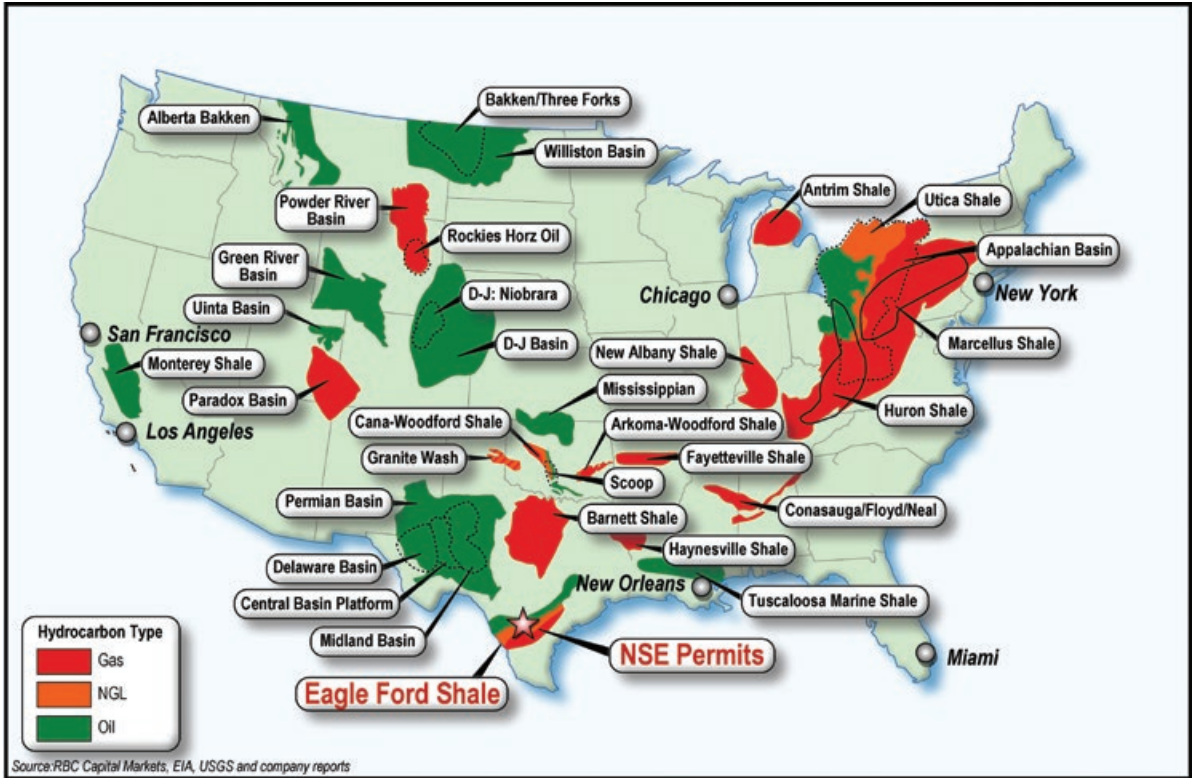 Bakken/Three Forks
Alberta Bakken
Williston Basin
Antrim Shale
Utica Shale
Powder River
Basin
Rockies Horz Oil
Appalachian Basin
Green River
Basin
D-J: Niobrara
Chicago
New York
Uinta Basin
San Francisco
D-J Basin
New Albany Shale
Marcellus Shale
Monterey Shale
Mississippian
Paradox Basin
Huron Shale
Cana-Woodford Shale
Arkoma-Woodford Shale
Los Angeles
Granite Wash
Fayetteville Shale
Scoop
Permian Basin
Barnett Shale
Conasauga/Floyd/Neal
Haynesville Shale
Delaware Basin
New Orleans
Central Basin Platform
Tuscaloosa Marine Shale
Midland Basin
NSE Permits
Miami
Eagle Ford Shale
Hydrocarbon Type
Gas
NGL
Oil
Source:RBC Capital Markets, EIA, USGS and company reports